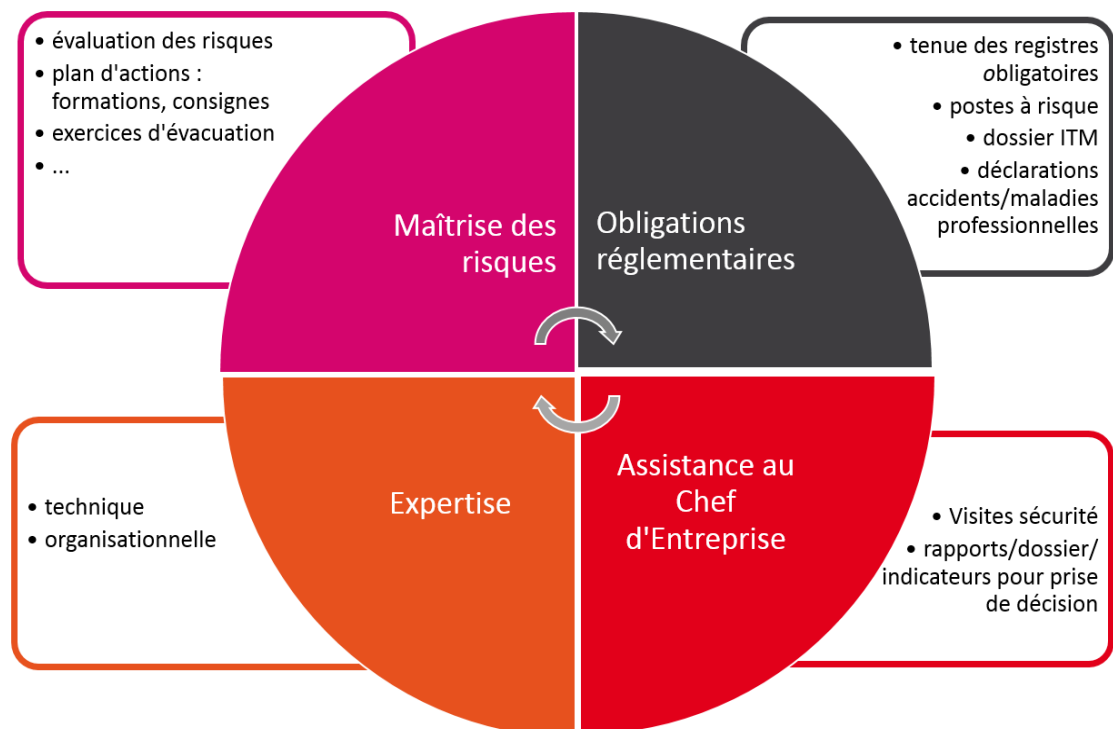 • évaluation des risques
• plan d'actions :
formations, consignes
• exercices d'évacuation
• ...
• tenue des registres
obligatoires
• postes à risque
• dossier ITM
• déclarations
accidents/maladies
professionnelles
Maîtrise des
risques
Obligations
réglementaires
Expertise
Assistance au
Chef
d'Entreprise
• technique
• organisationnelle
• Visites sécurité
• rapports/dossier/
indicateurs pour prise
de décision